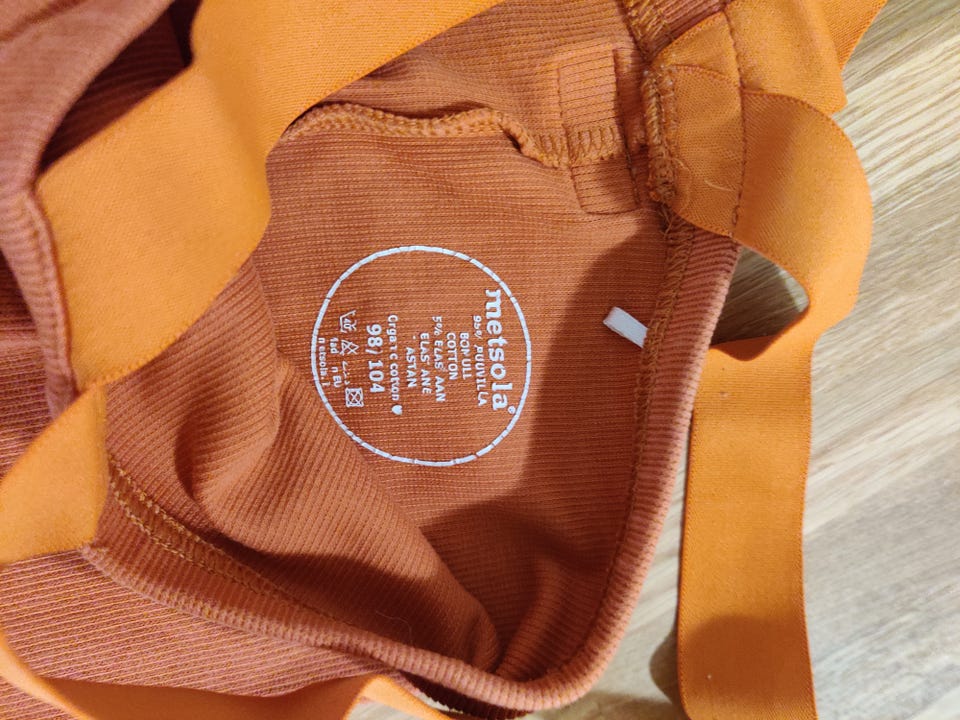 metsola®
95% PUUVILLA
BOMULL
COTTON
5% ELASTAAN
ELASTANE
Organic cotton ♥
98/104